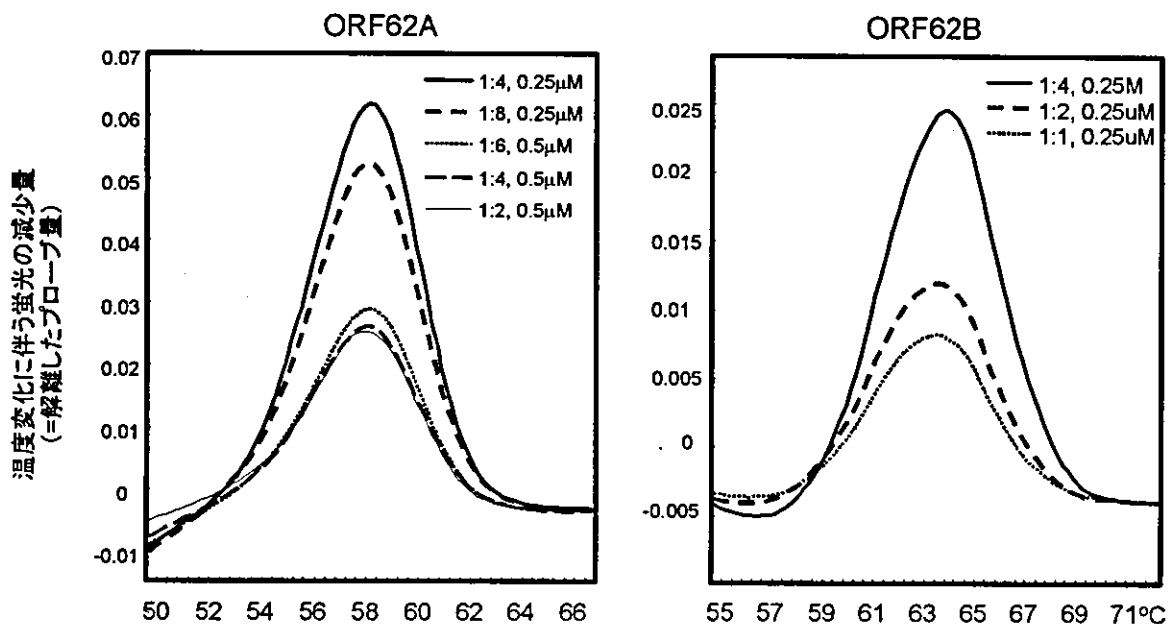 ORF62A
ORF62B
温度変化に伴う蛍光の減少量
(=解離したプローブ量)
0.07
0.06
0.05
0.04
0.03
0.02
0.01
0
-0.01
1:4, 0.25μM
1:8, 0.25μM
1:6, 0.5μM
1:4, 0.5μM
1:2, 0.5μM
50 52 54 56 58 60 62 64 66
0.025
0.02
0.015
0.01
0.005
0
-0.005
1:4, 0.25M
1:2, 0.25uM
1:1, 0.25uM
55 57 59 61 63 65 67 69 71ºC